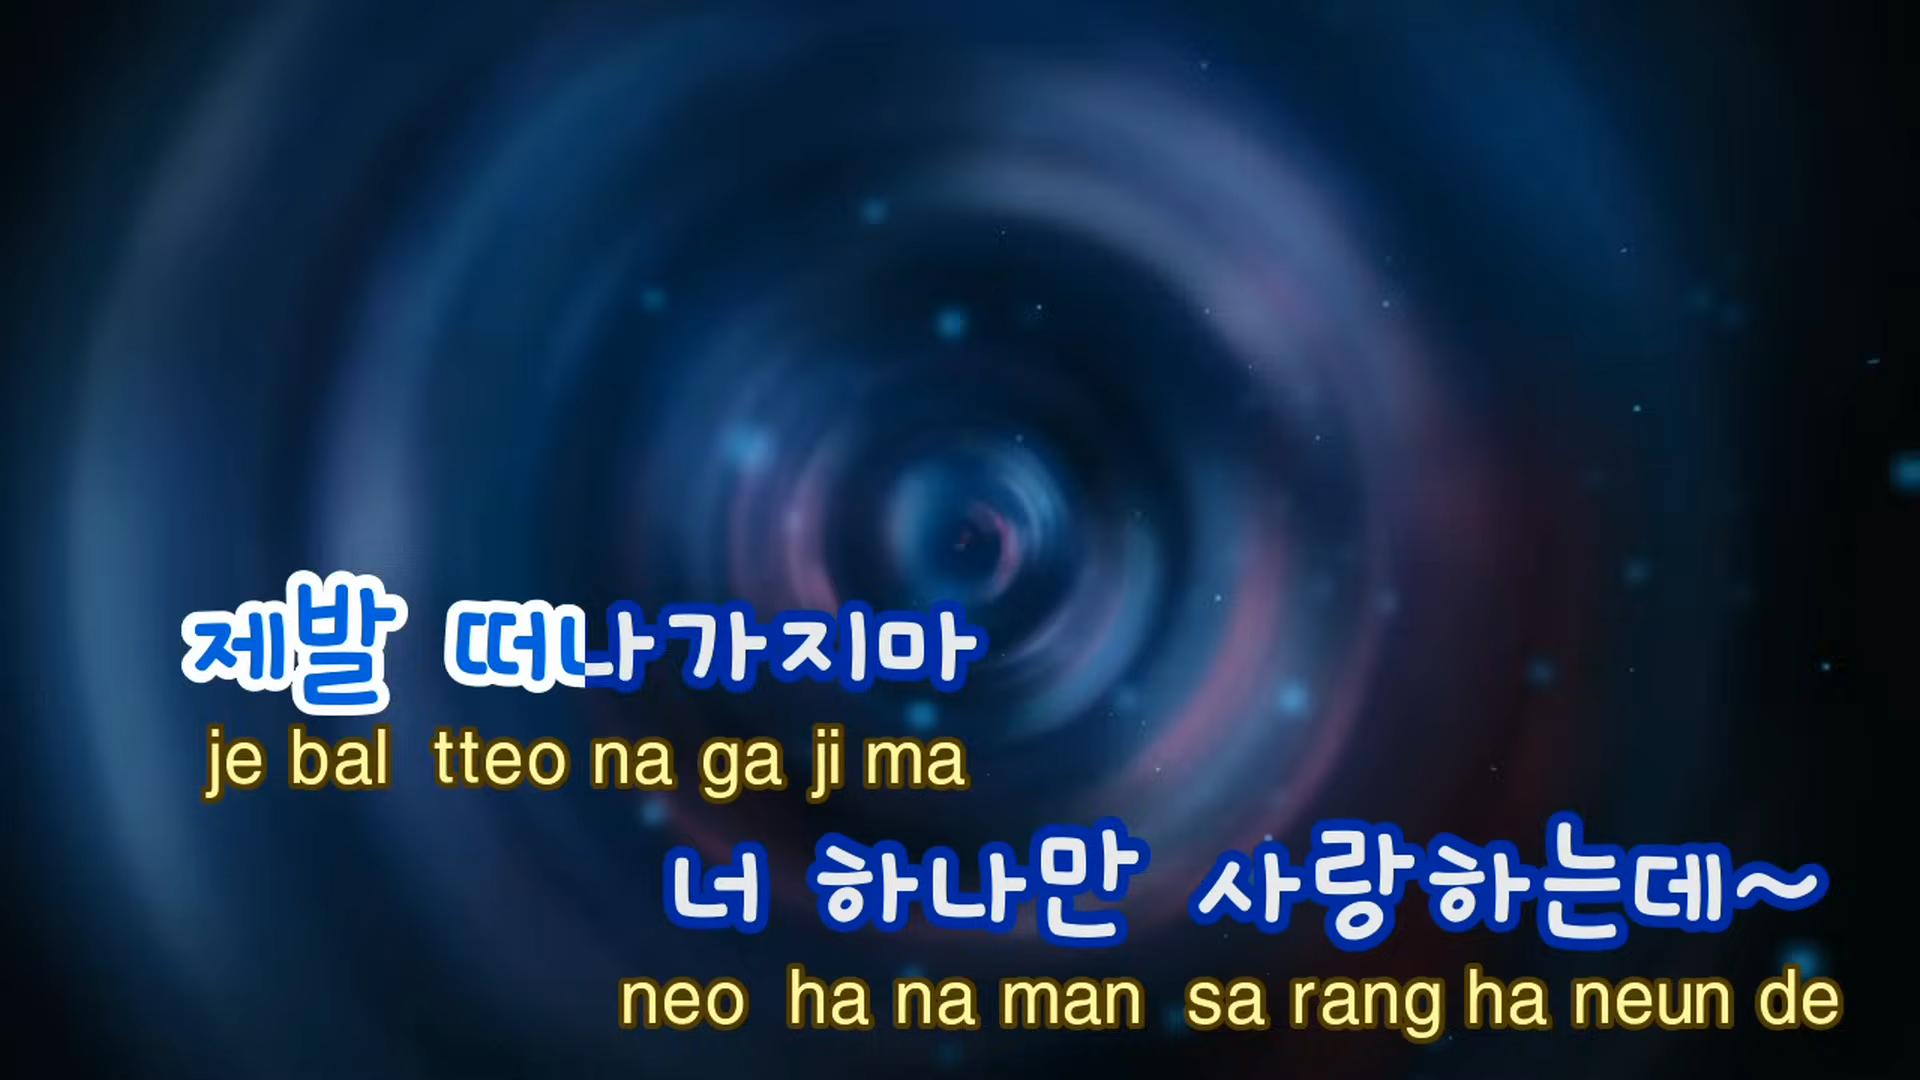 제발 떠나가지마
je bal tteo na ga ji ma
너 하나만 사랑하는데~
neo ha na man sa rang ha neun de